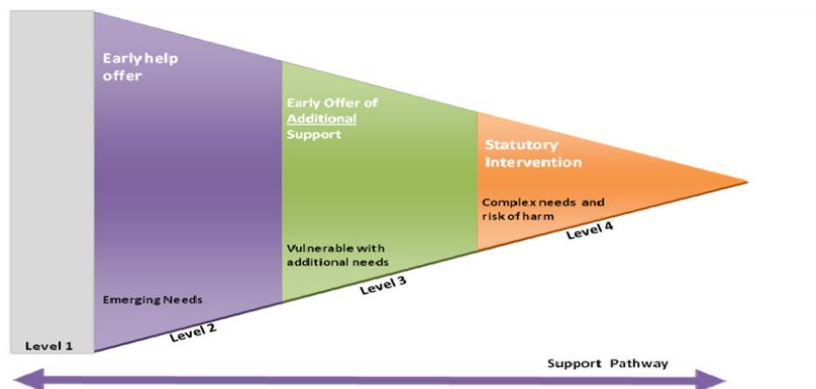 Early help
offer
Early Offer of
Additional
Support
Statutory
Intervention
Complex needs and
risk of harm
Level 4
Vulnerable with
additional needs
Level 3
Emerging Needs
Level 2
Level 1
Support Pathway